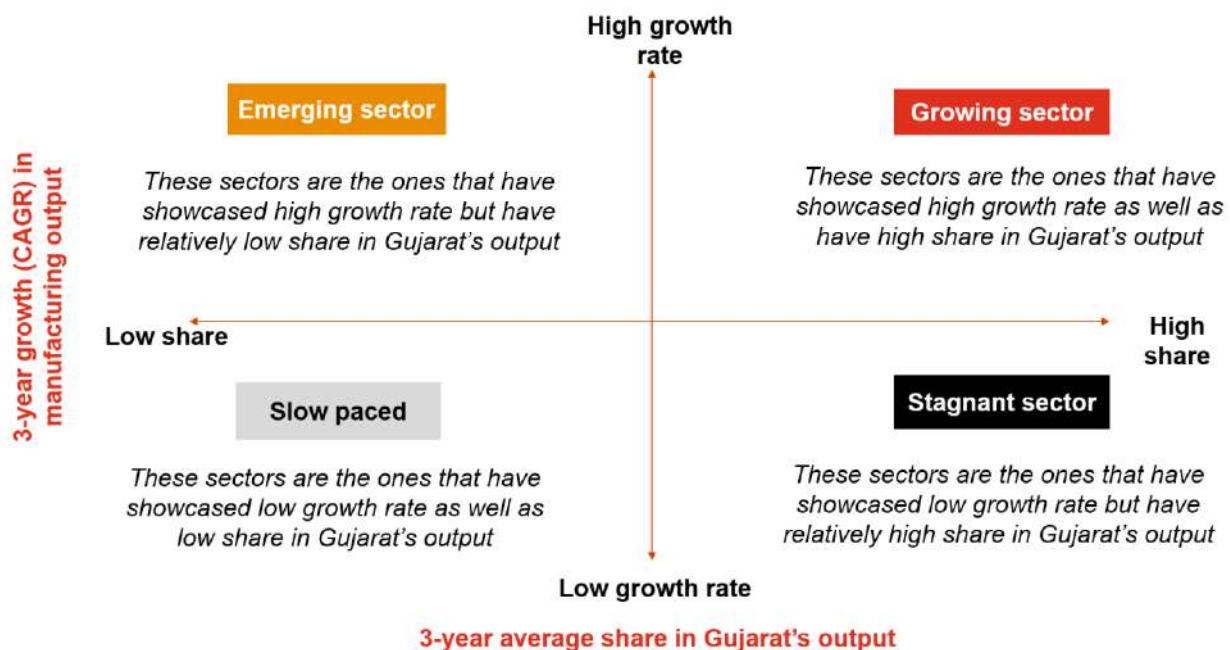 High growth
rate
Emerging sector
These sectors are the ones that have
showcased high growth rate but have
relatively low share in Gujarat's output
Growing sector
These sectors are the ones that have
showcased high growth rate as well as
have high share in Gujarat's output
3-year growth (CAGR) in
manufacturing output
Low share
High
share
Slow paced
These sectors are the ones that have
showcased low growth rate as well as
low share in Gujarat's output
Stagnant sector
These sectors are the ones that have
showcased low growth rate but have
relatively high share in Gujarat's output
Low growth rate
3-year average share in Gujarat's output